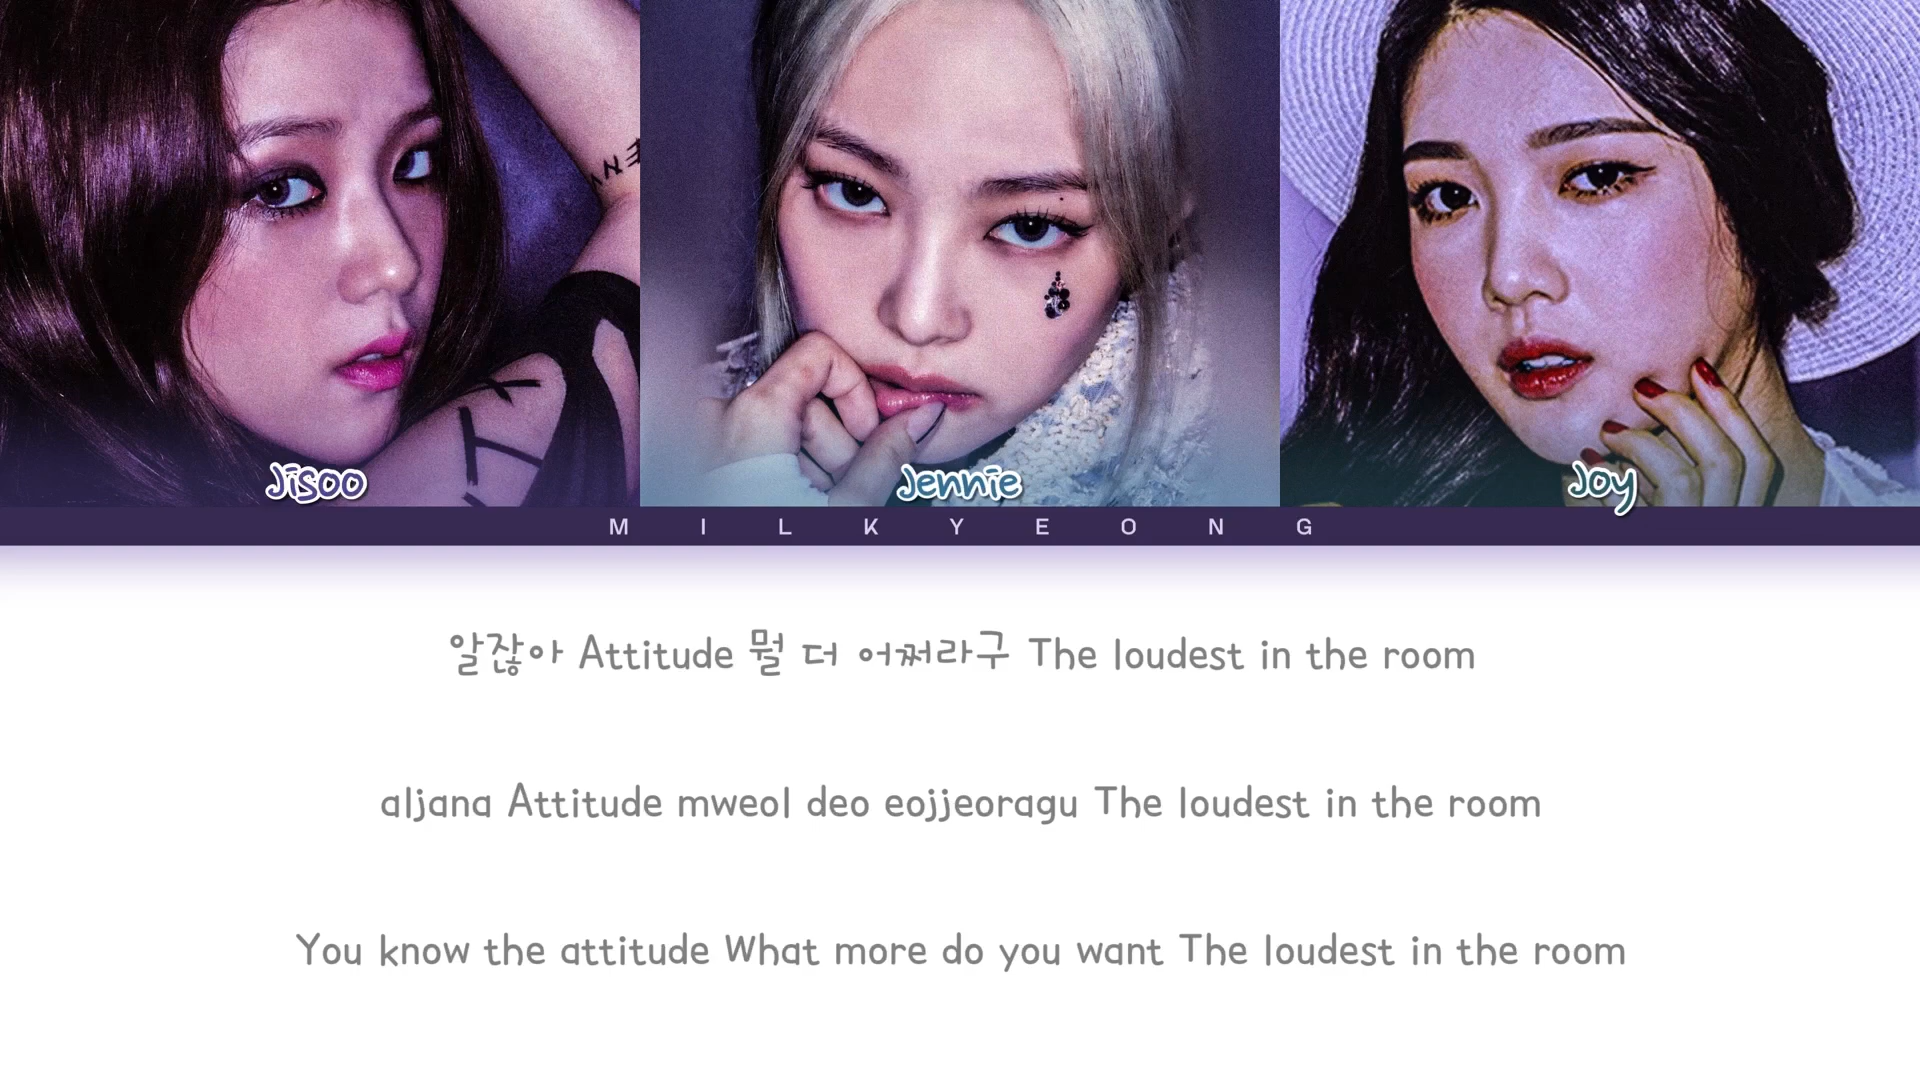 Jisoo Jennie Joy
MILKYEONG
알잖아 Attitude 뭘 더 어쩌라구 The loudest in the room
aljana Attitude mweol deo eojjeoragu The loudest in the room
You know the attitude What more do you want The loudest in the room